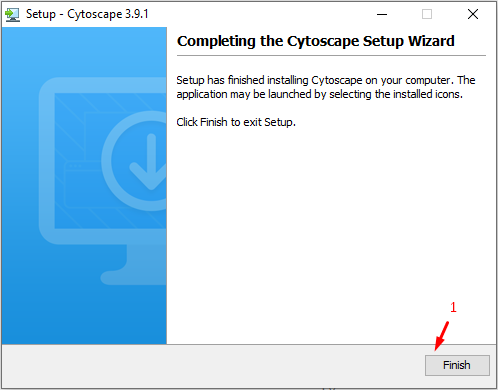 Setup - Cytoscape 3.9.1
Completing the Cytoscape Setup Wizard
Setup has finished installing Cytoscape on your computer. The
application may be launched by selecting the installed icons.
Click Finish to exit Setup.
1
Finish